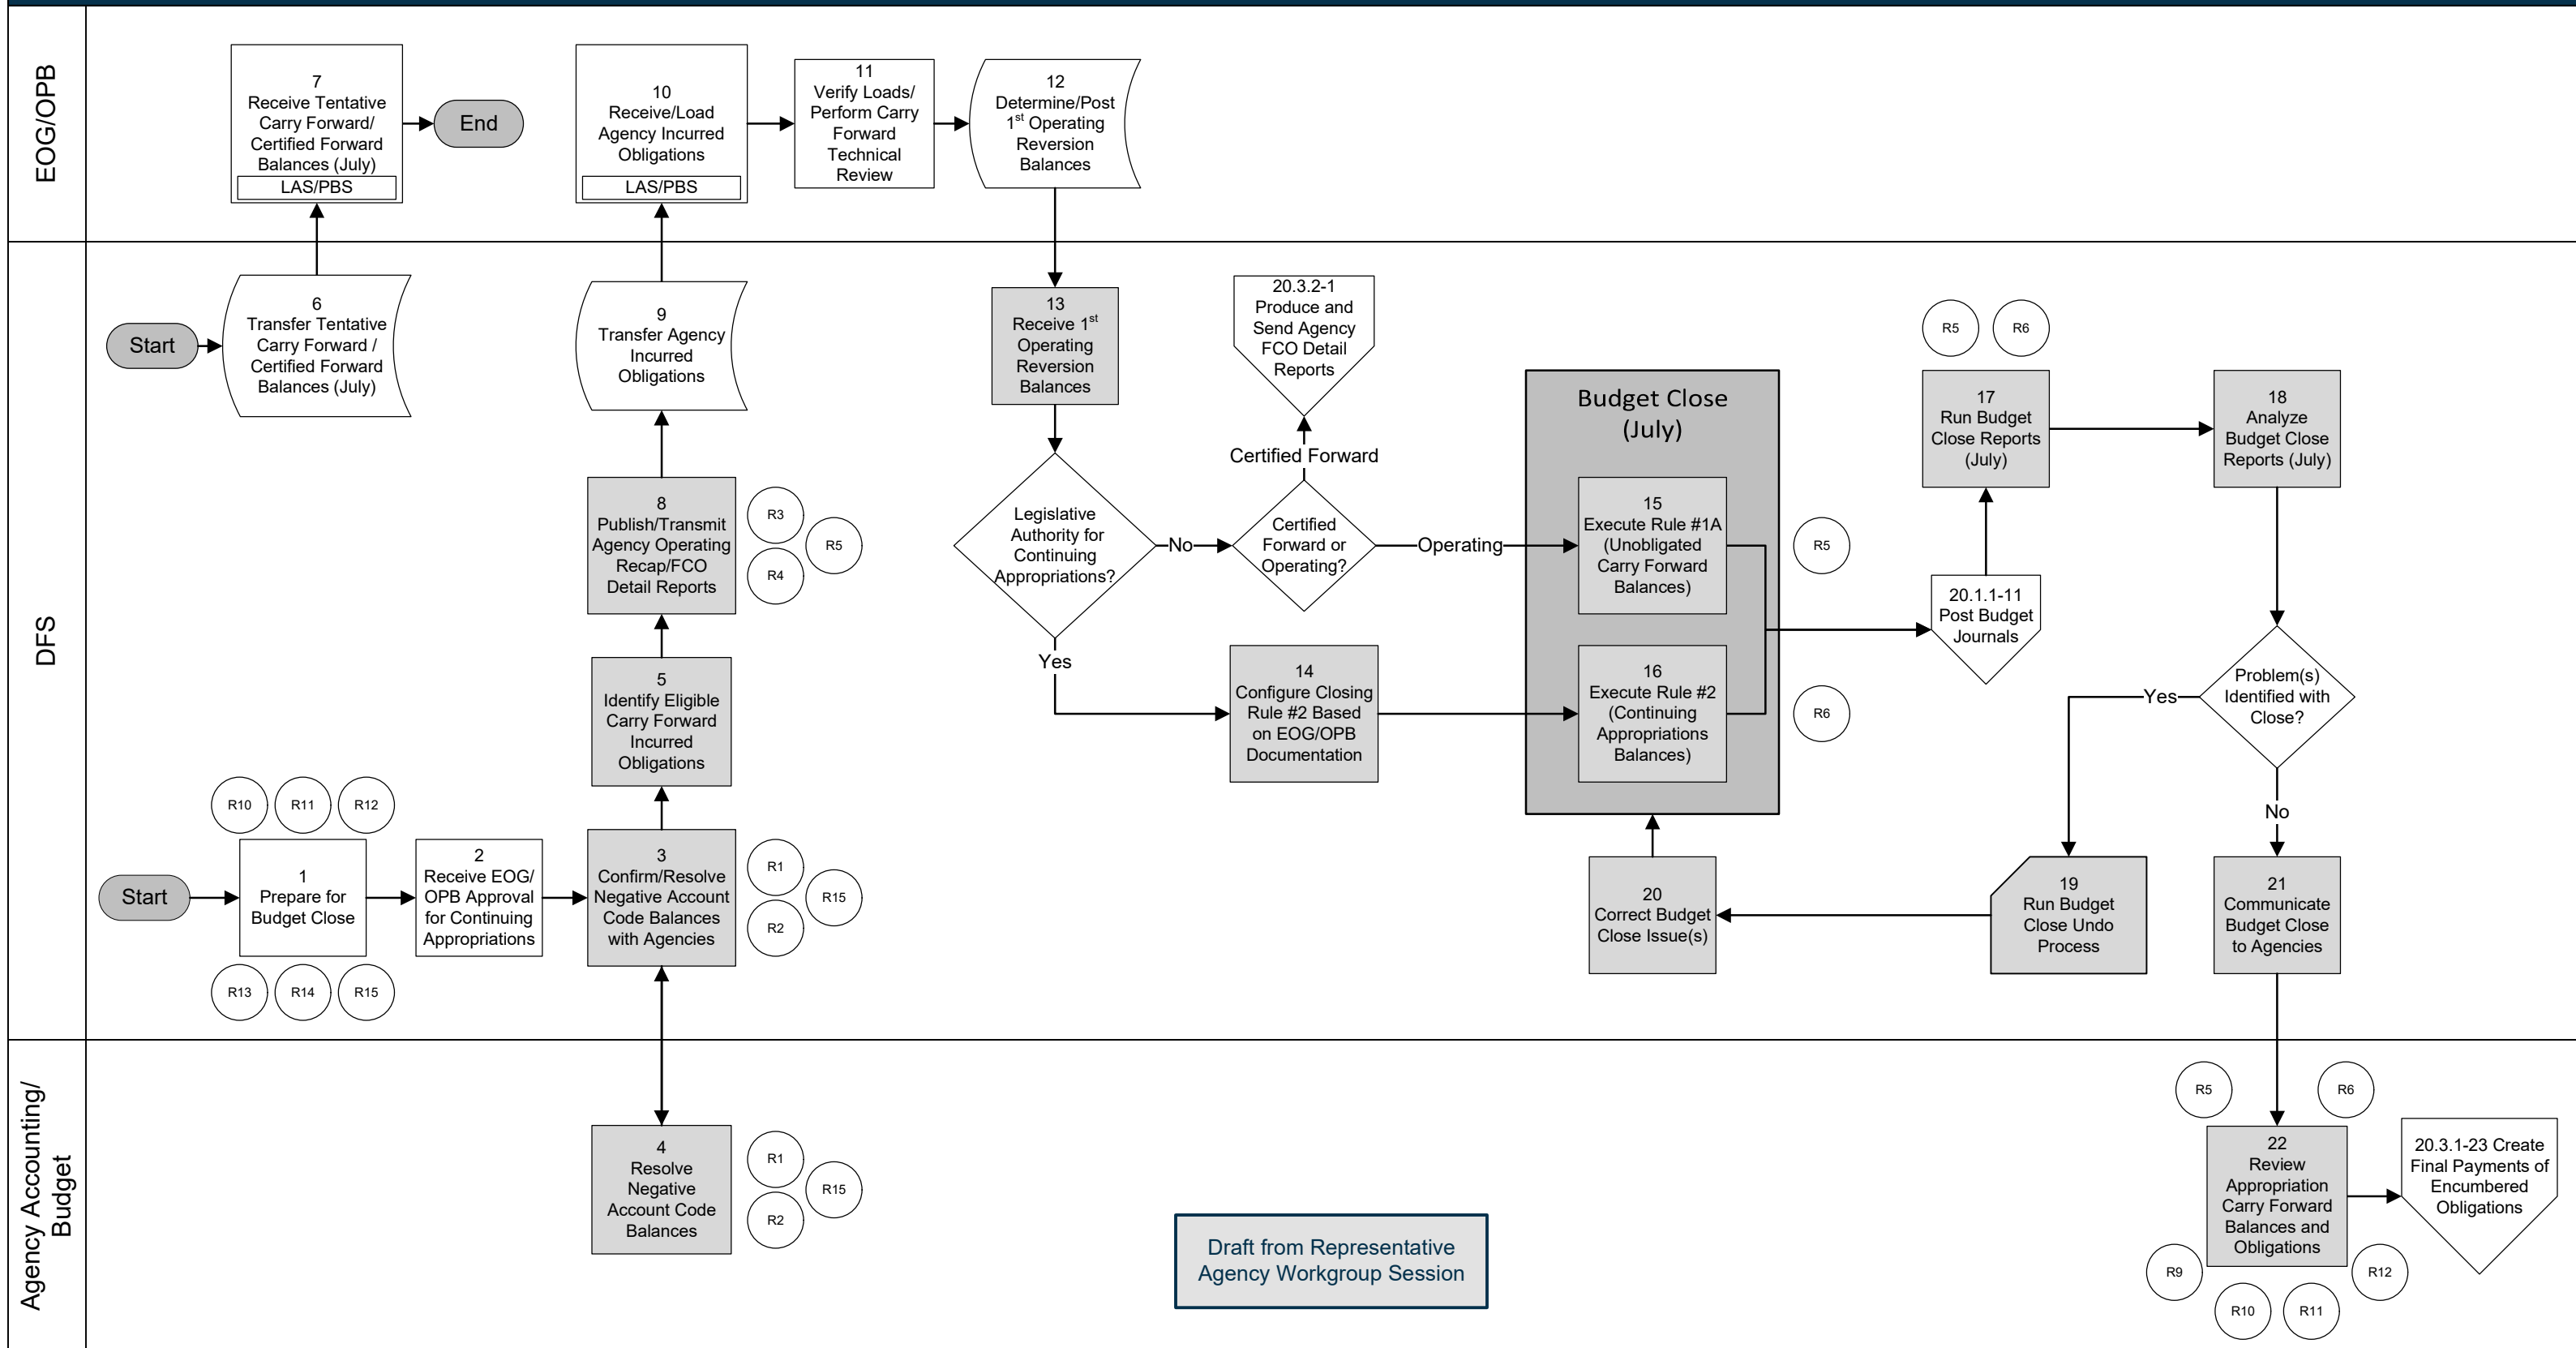 EOG/OPB
7
Receive Tentative
Carry Forward/
Certified Forward
Balances (July)
LAS/PBS
End
10
Receive/Load
Agency Incurred
Obligations
LAS/PBS
11
Verify Loads/
Perform Carry
Forward
Technical
Review
12
Determine/Post
1st Operating
Reversion
Balances
DFS
Start
6
Transfer Tentative
Carry Forward /
Certified Forward
Balances (July)
9
Transfer Agency
Incurred
Obligations
8
Publish/Transmit
Agency Operating
Recap/FCO
Detail Reports
R3
R4
R5
5
Identify Eligible
Carry Forward
Incurred
Obligations
R10
R11
R12
Start
1
Prepare for
Budget Close
R13
R14
R15
2
Receive EOG/
OPB Approval
for Continuing
Appropriations
3
Confirm/Resolve
Negative Account
Code Balances
with Agencies
R1
R2
R15
13
Receive 1st
Operating
Reversion
Balances
Legislative
Authority for
Continuing
Appropriations?
No
Yes
20.3.2-1
Produce and
Send Agency
FCO Detail
Reports
Certified Forward
Certified
Forward or
Operating?
Operating
14
Configure Closing
Rule #2 Based
on EOG/OPB
Documentation
Budget Close
(July)
15
Execute Rule #1A
(Unobligated
Carry Forward
Balances)
R5
16
Execute Rule #2
(Continuing
Appropriations
Balances)
R6
20.1.1-11
Post Budget
Journals
R5
R6
17
Run Budget
Close Reports
(July)
18
Analyze
Budget Close
Reports (July)
Problem(s)
Identified with
Close?
Yes
No
19
Run Budget
Close Undo
Process
20
Correct Budget
Close Issue(s)
21
Communicate
Budget Close
to Agencies
Agency Accounting/
Budget
4
Resolve
Negative
Account Code
Balances
R1
R2
R15
Draft from Representative
Agency Workgroup Session
R5
R6
22
Review
Appropriation
Carry Forward
Balances and
Obligations
R9
R10
R11
R12
20.3.1-23 Create
Final Payments of
Encumbered
Obligations